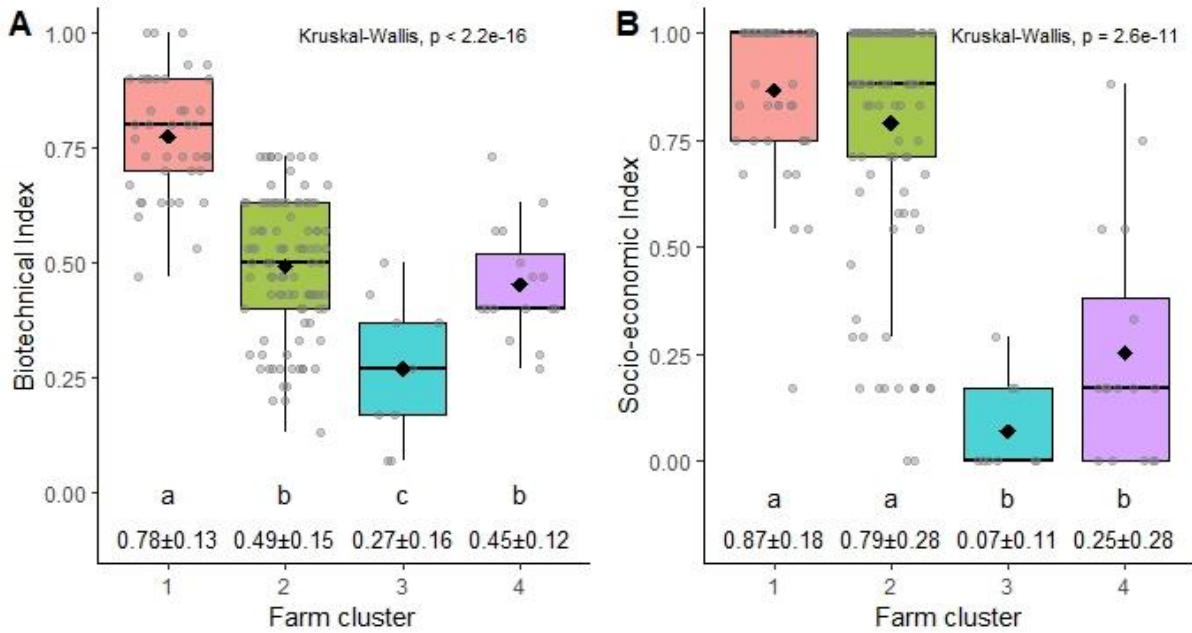 A
Kruskal-Wallis, p < 2.2e-16
Biotechnical Index
1.00
0.75
0.50
0.25
0.00
a b c b
0.78±0.13 0.49±0.15 0.27±0.16 0.45±0.12
1 2 3 4
Farm cluster
B
Kruskal-Wallis, p = 2.6e-11
Socio-economic Index
1.00
0.75
0.50
0.25
0.00
a a b b
0.87±0.18 0.79±0.28 0.07±0.11 0.25±0.28
1 2 3 4
Farm cluster